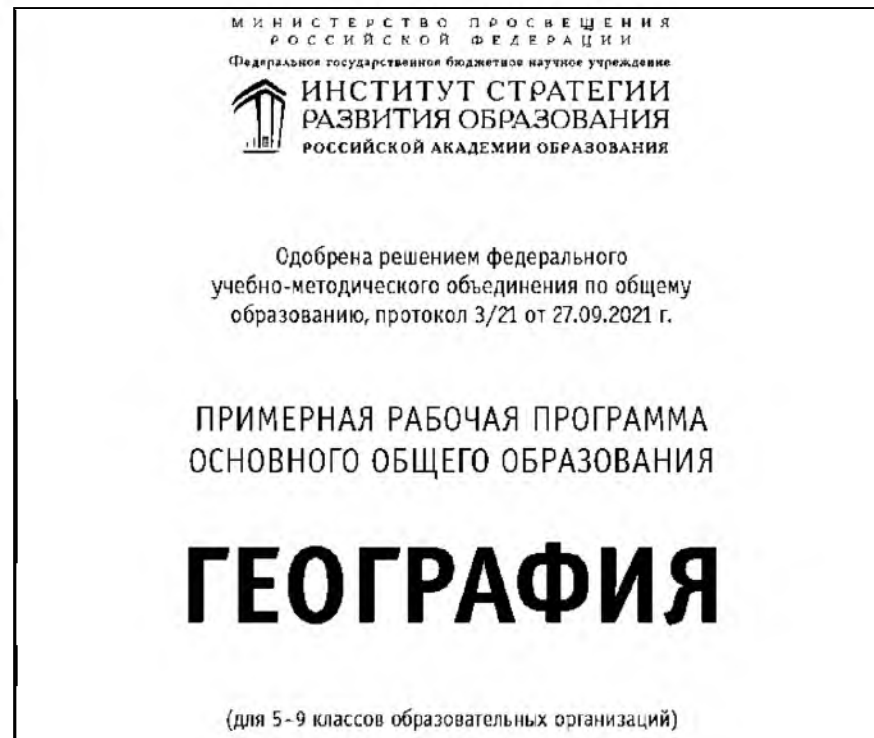 МИНИСТЕРСТВО ПРОСВЕЩЕНИЯ
РОССИЙСКОЙ ФЕДЕРАЦИИ
Федеральное государственное бюджетное научное учреждение
ИНСТИТУТ СТРАТЕГИИ
РАЗВИТИЯ ОБРАЗОВАНИЯ
РОССИЙСКОЙ АКАДЕМИИ ОБРАЗОВАНИЯ
Одобрена решением федерального
учебно-методического объединения по общему
образованию, протокол 3/21 от 27.09.2021 г.
ПРИМЕРНАЯ РАБОЧАЯ ПРОГРАММА
ОСНОВНОГО ОБЩЕГО ОБРАЗОВАНИЯ
ГЕОГРАФИЯ
(для 5-9 классов образовательных организаций)